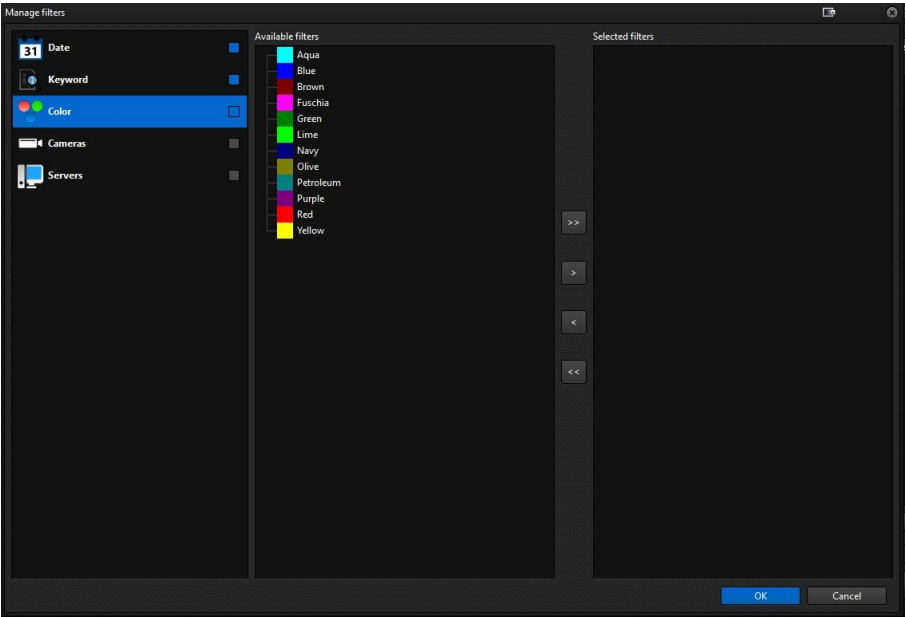 Manage filters
31 Date
Keyword
Color
Cameras
Servers
Available filters
Aqua
Blue
Brown
Fuschia
Green
Lime
Navy
Olive
Petroleum
Purple
Red
Yellow
>>
>
<
<<
Selected filters
OK
Cancel